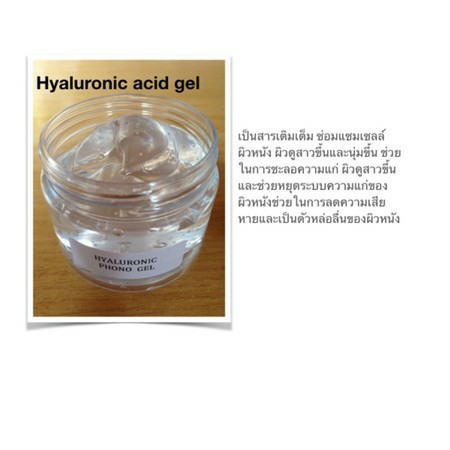 Hyaluronic acid gel
เป็นสารเติมเต็ม ซ่อมแซมเซลล์
ผิวหนัง ผิวดูสาวขึ้นและนุ่มขึ้น ช่วย
ในการชะลอความแก่ ผิวดูสาวขึ้น
และช่วยหยุดระบบความแก่ของ
ผิวหนังช่วยในการลดความเสีย
หายและเป็นตัวหล่อลื่นของผิวหนัง
HYALURONIC
PHONO GEL